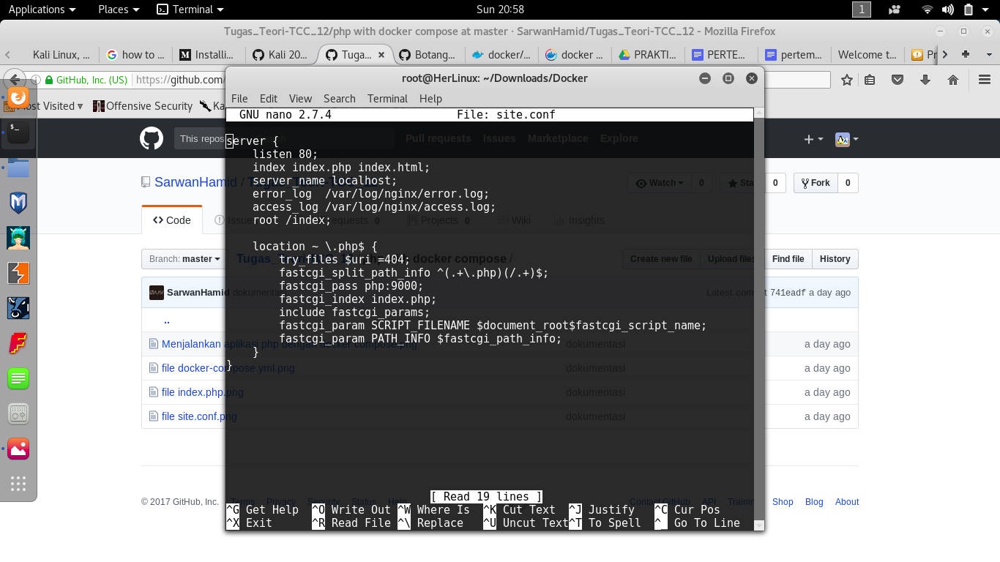 Applications Places Terminal Sun 20:58 1
Tugas_Teori-TCC_12/php with docker compose at master · SarwanHamid/Tugas_Teori-TCC_12 - Mozilla Firefox
Kali Linux, ... how to ... Installi... Kali 20... Tuga... Botang... docker/... docker ... PRAKTI... PERTE... pertem... Welcome t... Pr
GitHub, Inc. (US) https://github.com/
root@HerLinux: ~/Downloads/Docker
File Edit View Search Terminal Help
Most Visited Offensive Security Ka
GNU nano 2.7.4 File: site.conf
This repos
Pull requests Issues Marketplace Explore
server {
    listen 80;
    index index.php index.html;
    server_name localhost;
    error_log  /var/log/nginx/error.log;
    access_log /var/log/nginx/access.log;
    root /index;

    location ~ \.php$ {
        try_files $uri =404;
        fastcgi_split_path_info ^(.+\.php)(/.+)$;
        fastcgi_pass php:9000;
        fastcgi_index index.php;
        include fastcgi_params;
        fastcgi_param SCRIPT_FILENAME $document_root$fastcgi_script_name;
        fastcgi_param PATH_INFO $fastcgi_path_info;
    }
}
[ Read 19 lines ]
^G Get Help ^O Write Out ^W Where Is ^K Cut Text ^J Justify ^C Cur Pos
^X Exit ^R Read File ^\ Replace ^U Uncut Text ^T To Spell ^_ Go To Line
SarwanHamid /
Watch 0 Sta 0 Fork 0
Code Projects 0 Wiki Insights
Branch: master docker compose / Create new file Upload files Find file History
SarwanHamid Latest com 741eadf a day ago
..
Menjalankan aplikasi php dengan docker compose.png dokumentasi a day ago
file docker-compose.yml.png dokumentasi a day ago
file index.php.png dokumentasi a day ago
file site.conf.png dokumentasi a day ago
© 2017 GitHub, Inc. Terms Privacy Security Status Help Contact GitHub API Training Shop Blog About